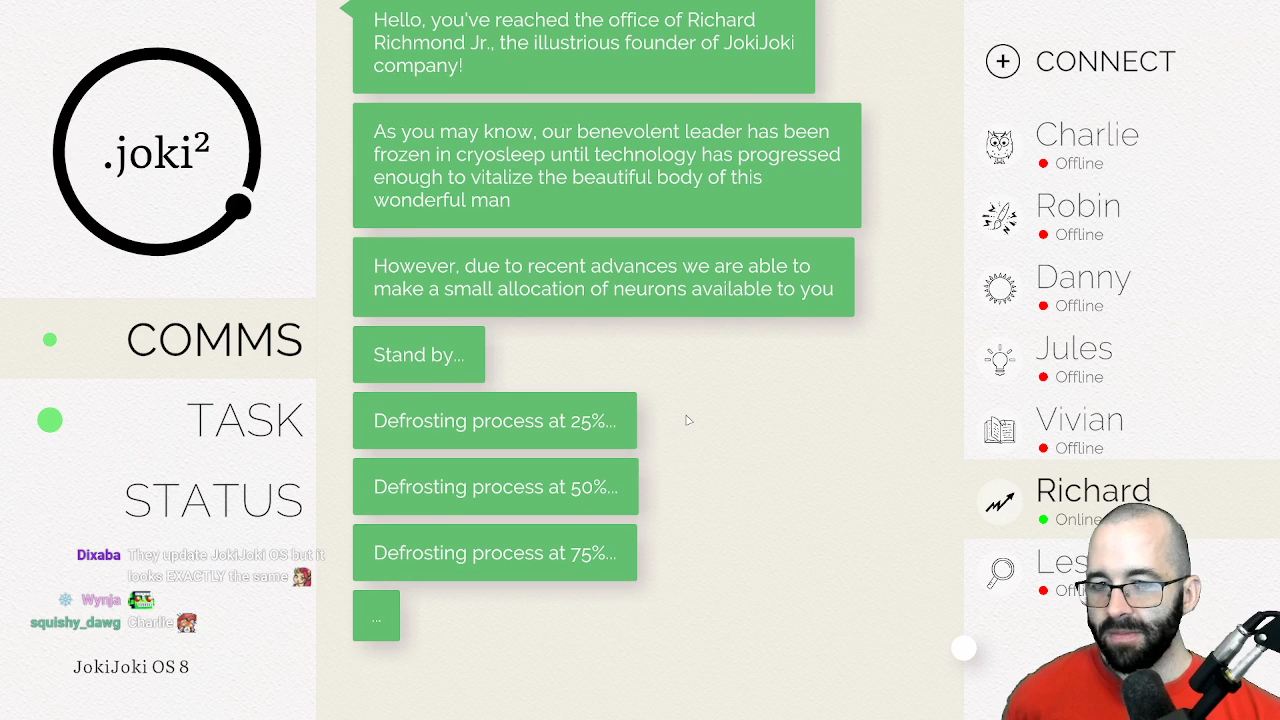 .joki²
COMMS
TASK
STATUS
Dixaba They update JokiJoki OS but it
looks EXACTLY the same
Wynja
squishy_dawg Charlie
JokiJoki OS 8
Hello, you've reached the office of Richard
Richmond Jr., the illustrious founder of JokiJoki
company!
As you may know, our benevolent leader has been
frozen in cryosleep until technology has progressed
enough to vitalize the beautiful body of this
wonderful man
However, due to recent advances we are able to
make a small allocation of neurons available to you
Stand by...
Defrosting process at 25%...
Defrosting process at 50%...
Defrosting process at 75%...
...
CONNECT
Charlie
Offline
Robin
Offline
Danny
Offline
Jules
Offline
Vivian
Offline
Richard
Online
Les